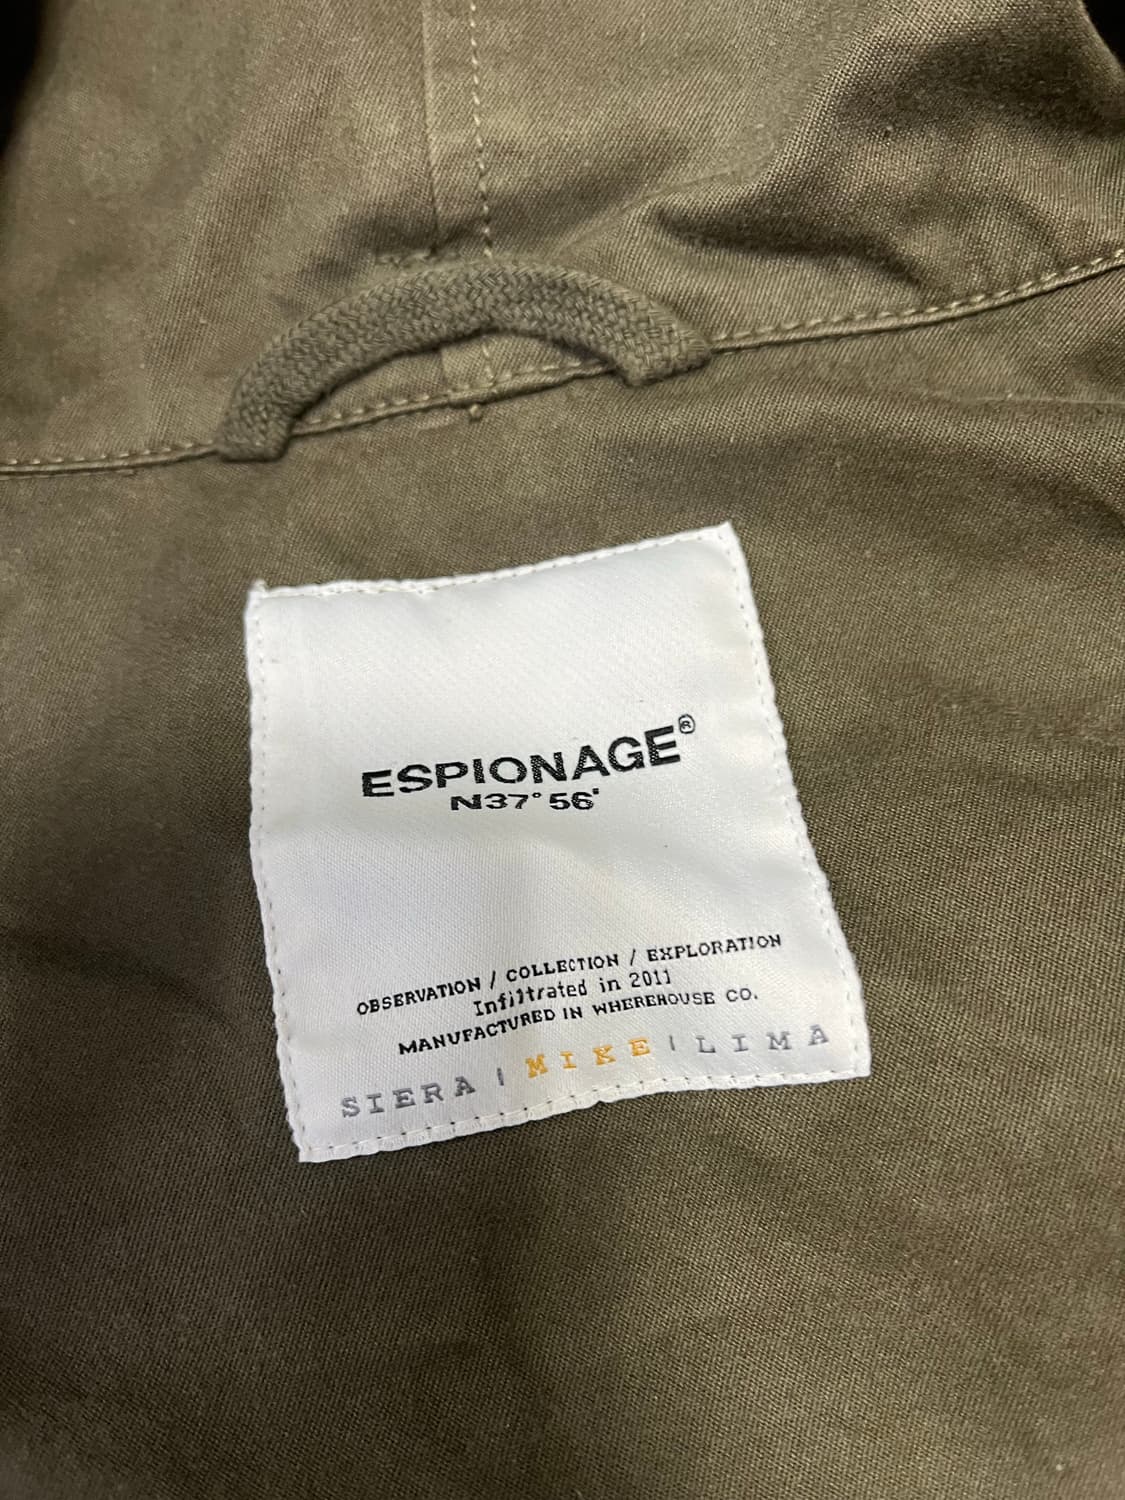 ESPIONAGE®
N37°56'
OBSERVATION / COLLECTION / EXPLORATION
Infiltrated in 2011
MANUFACTURED IN WHEREHOUSE CO.
SIERA | MIKE | LIMA